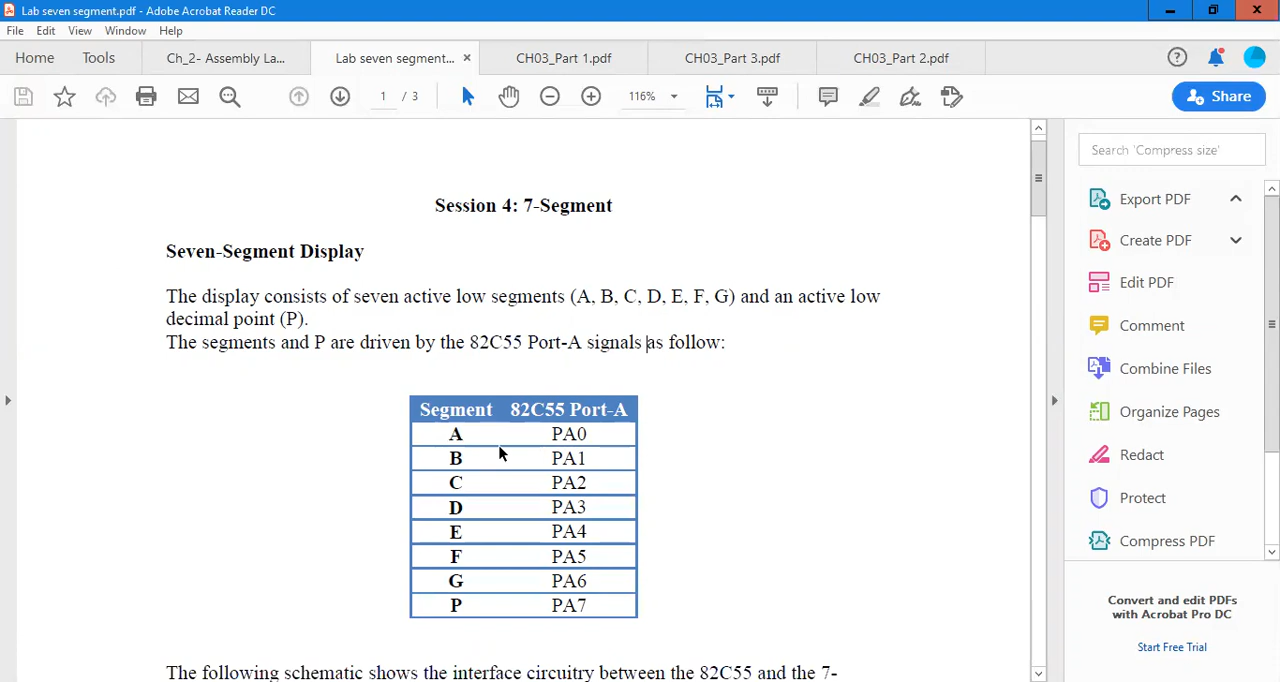 Lab seven segment.pdf - Adobe Acrobat Reader DC
File Edit View Window Help
Home Tools Ch_2- Assembly La... Lab seven segment... × CH03_Part 1.pdf CH03_Part 3.pdf CH03_Part 2.pdf
1 / 3 116% Share
Search 'Compress size'
Export PDF
Create PDF
Edit PDF
Comment
Combine Files
Organize Pages
Redact
Protect
Compress PDF
Convert and edit PDFs
with Acrobat Pro DC
Start Free Trial
Session 4: 7-Segment
Seven-Segment Display
The display consists of seven active low segments (A, B, C, D, E, F, G) and an active low
decimal point (P).
The segments and P are driven by the 82C55 Port-A signals as follow:
Segment 82C55 Port-A
A PA0
B PA1
C PA2
D PA3
E PA4
F PA5
G PA6
P PA7
The following schematic shows the interface circuitry between the 82C55 and the 7-